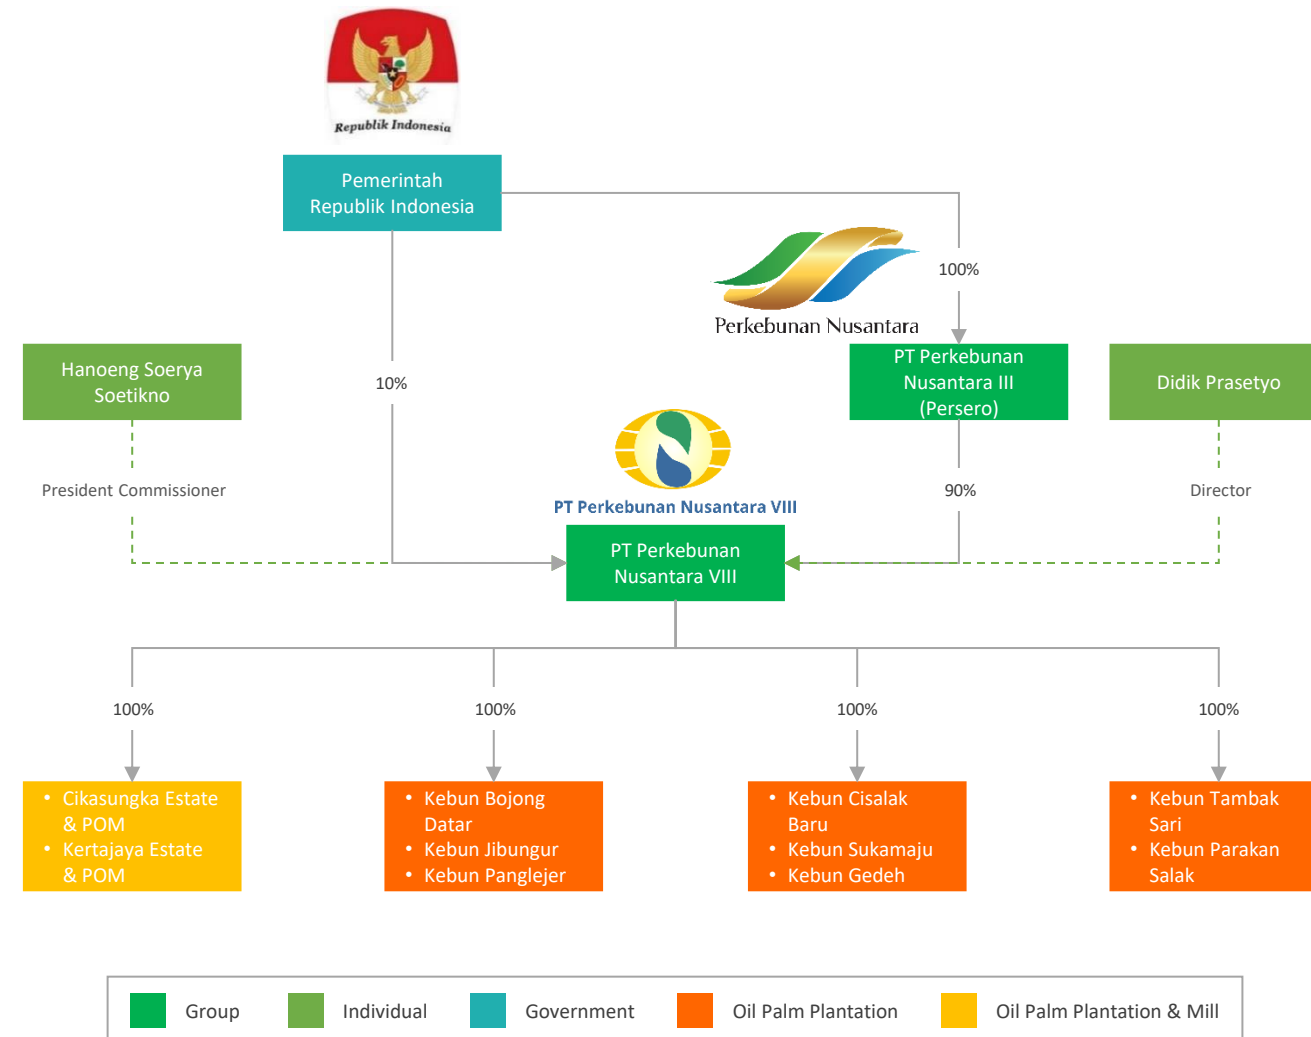 Republik Indonesia
Pemerintah
Republik Indonesia
100%
Perkebunan Nusantara
Hanoeng Soerya
Soetikno
10%
PT Perkebunan
Nusantara III
(Persero)
Didik Prasetyo
President Commissioner
90%
Director
PT Perkebunan Nusantara VIII
PT Perkebunan
Nusantara VIII
100%
100%
100%
100%
• Cikasungka Estate
& POM
• Kertajaya Estate
& POM
• Kebun Bojong
Datar
• Kebun Jibungur
• Kebun Panglejer
• Kebun Cisalak
Baru
• Kebun Sukamaju
• Kebun Gedeh
• Kebun Tambak
Sari
• Kebun Parakan
Salak
Group
Individual
Government
Oil Palm Plantation
Oil Palm Plantation & Mill